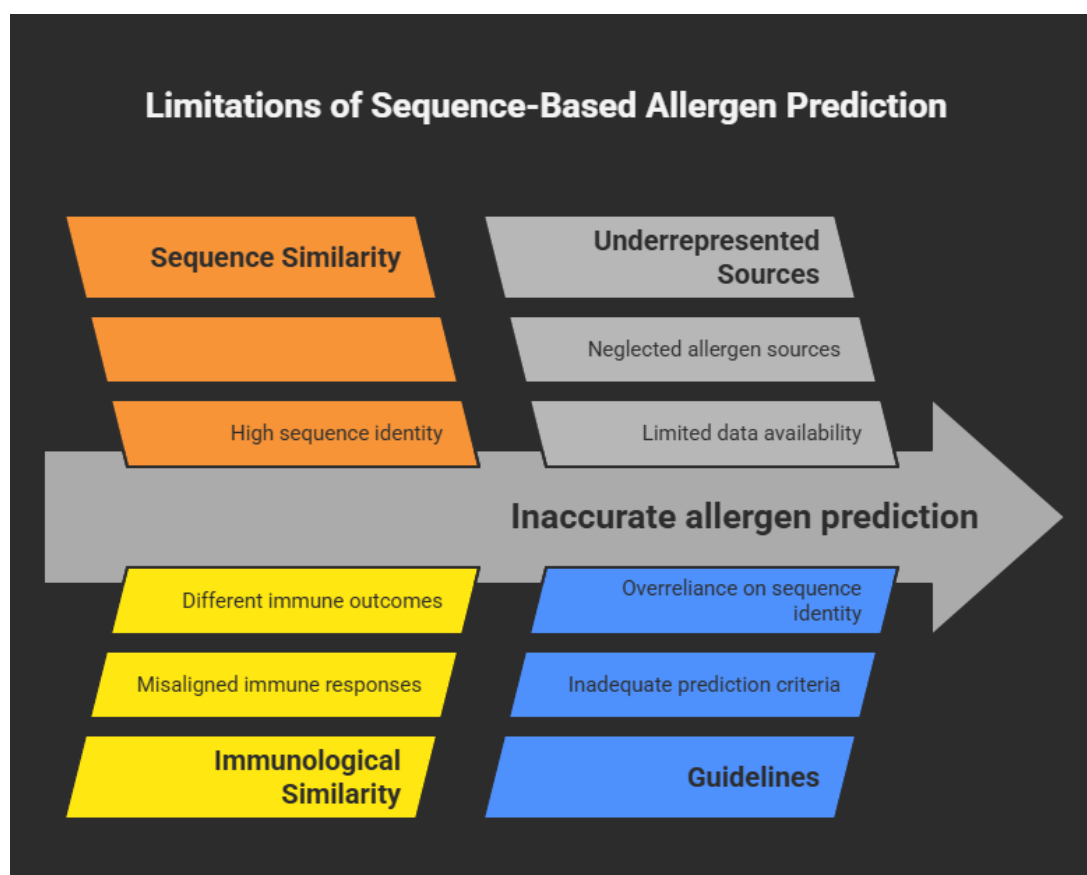 Limitations of Sequence-Based Allergen Prediction
Sequence Similarity
High sequence identity
Underrepresented
Sources
Neglected allergen sources
Limited data availability
Inaccurate allergen prediction
Different immune outcomes
Misaligned immune responses
Immunological
Similarity
Overreliance on sequence
identity
Inadequate prediction criteria
Guidelines